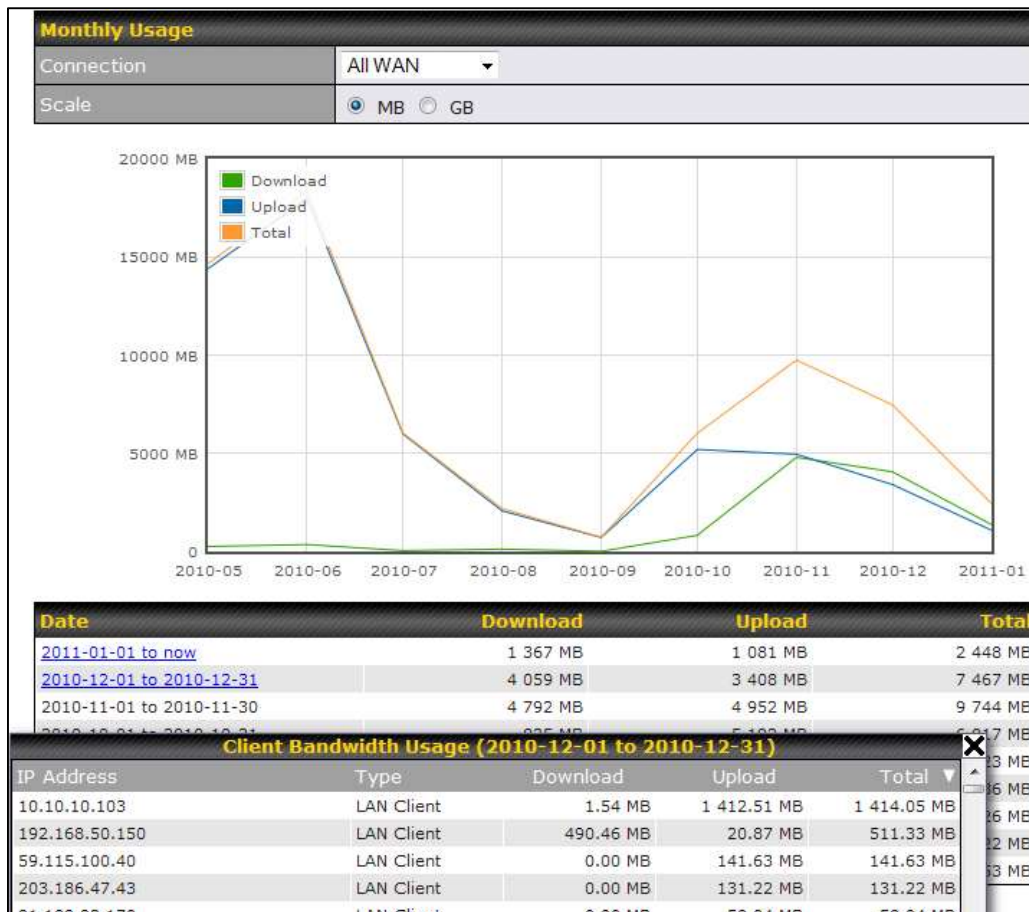 Monthly Usage
Connection All WAN
Scale MB GB
20000 MB
Download
Upload
Total
15000 MB
10000 MB
5000 MB
0
2010-05 2010-06 2010-07 2010-08 2010-09 2010-10 2010-11 2010-12 2011-01
Date Download Upload Total
2011-01-01 to now 1 367 MB 1 081 MB 2 448 MB
2010-12-01 to 2010-12-31 4 059 MB 3 408 MB 7 467 MB
2010-11-01 to 2010-11-30 4 792 MB 4 952 MB 9 744 MB
Client Bandwidth Usage (2010-12-01 to 2010-12-31)
IP Address Type Download Upload Total ▼
10.10.10.103 LAN Client 1.54 MB 1 412.51 MB 1 414.05 MB
192.168.50.150 LAN Client 490.46 MB 20.87 MB 511.33 MB
59.115.100.40 LAN Client 0.00 MB 141.63 MB 141.63 MB
203.186.47.43 LAN Client 0.00 MB 131.22 MB 131.22 MB